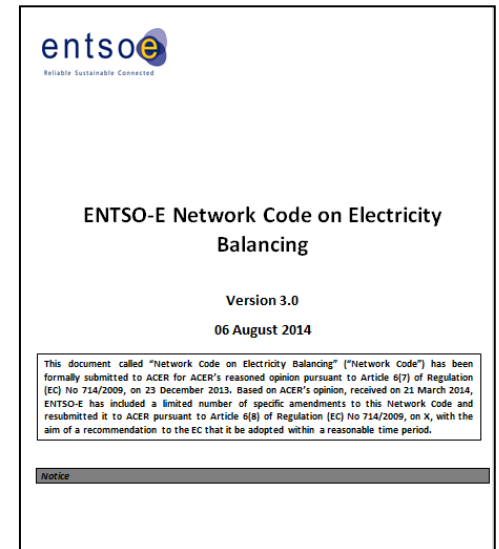 entsoe
Reliable Sustainable Connected
ENTSO-E Network Code on Electricity
Balancing
Version 3.0
06 August 2014
This document called "Network Code on Electricity Balancing" ("Network Code") has been
formally submitted to ACER for ACER's reasoned opinion pursuant to Article 6(7) of Regulation
(EC) No 714/2009, on 23 December 2013. Based on ACER's opinion, received on 21 March 2014,
ENTSO-E has included a limited number of specific amendments to this Network Code and
resubmitted it to ACER pursuant to Article 6(8) of Regulation (EC) No 714/2009, on X, with the
aim of a recommendation to the EC that it be adopted within a reasonable time period.
Notice